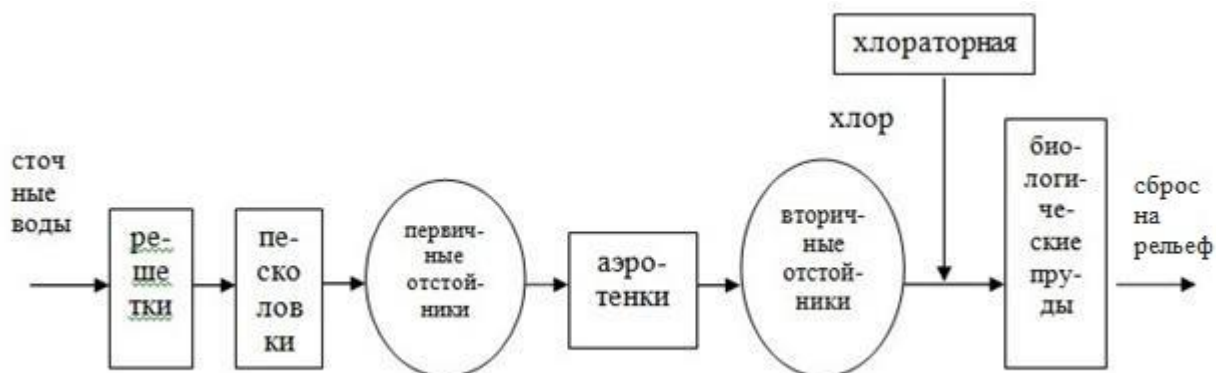 хлораторная
хлор
сточ
ные
воды
ре-
ше
тки
пе-
ско
лов
ки
первич-
ные
отстой-
ники
аэро-
тенки
вторич-
ные
отстой-
ники
био-
логи-
че-
ские
пру-
ды
сброс
на
рельеф